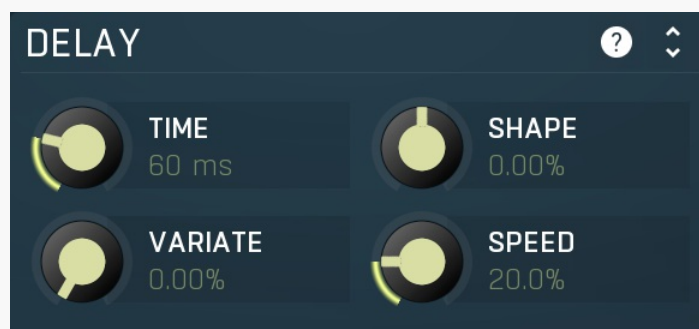 DELAY ?
TIME
60 ms
SHAPE
0.00%
VARIATE
0.00%
SPEED
20.0%